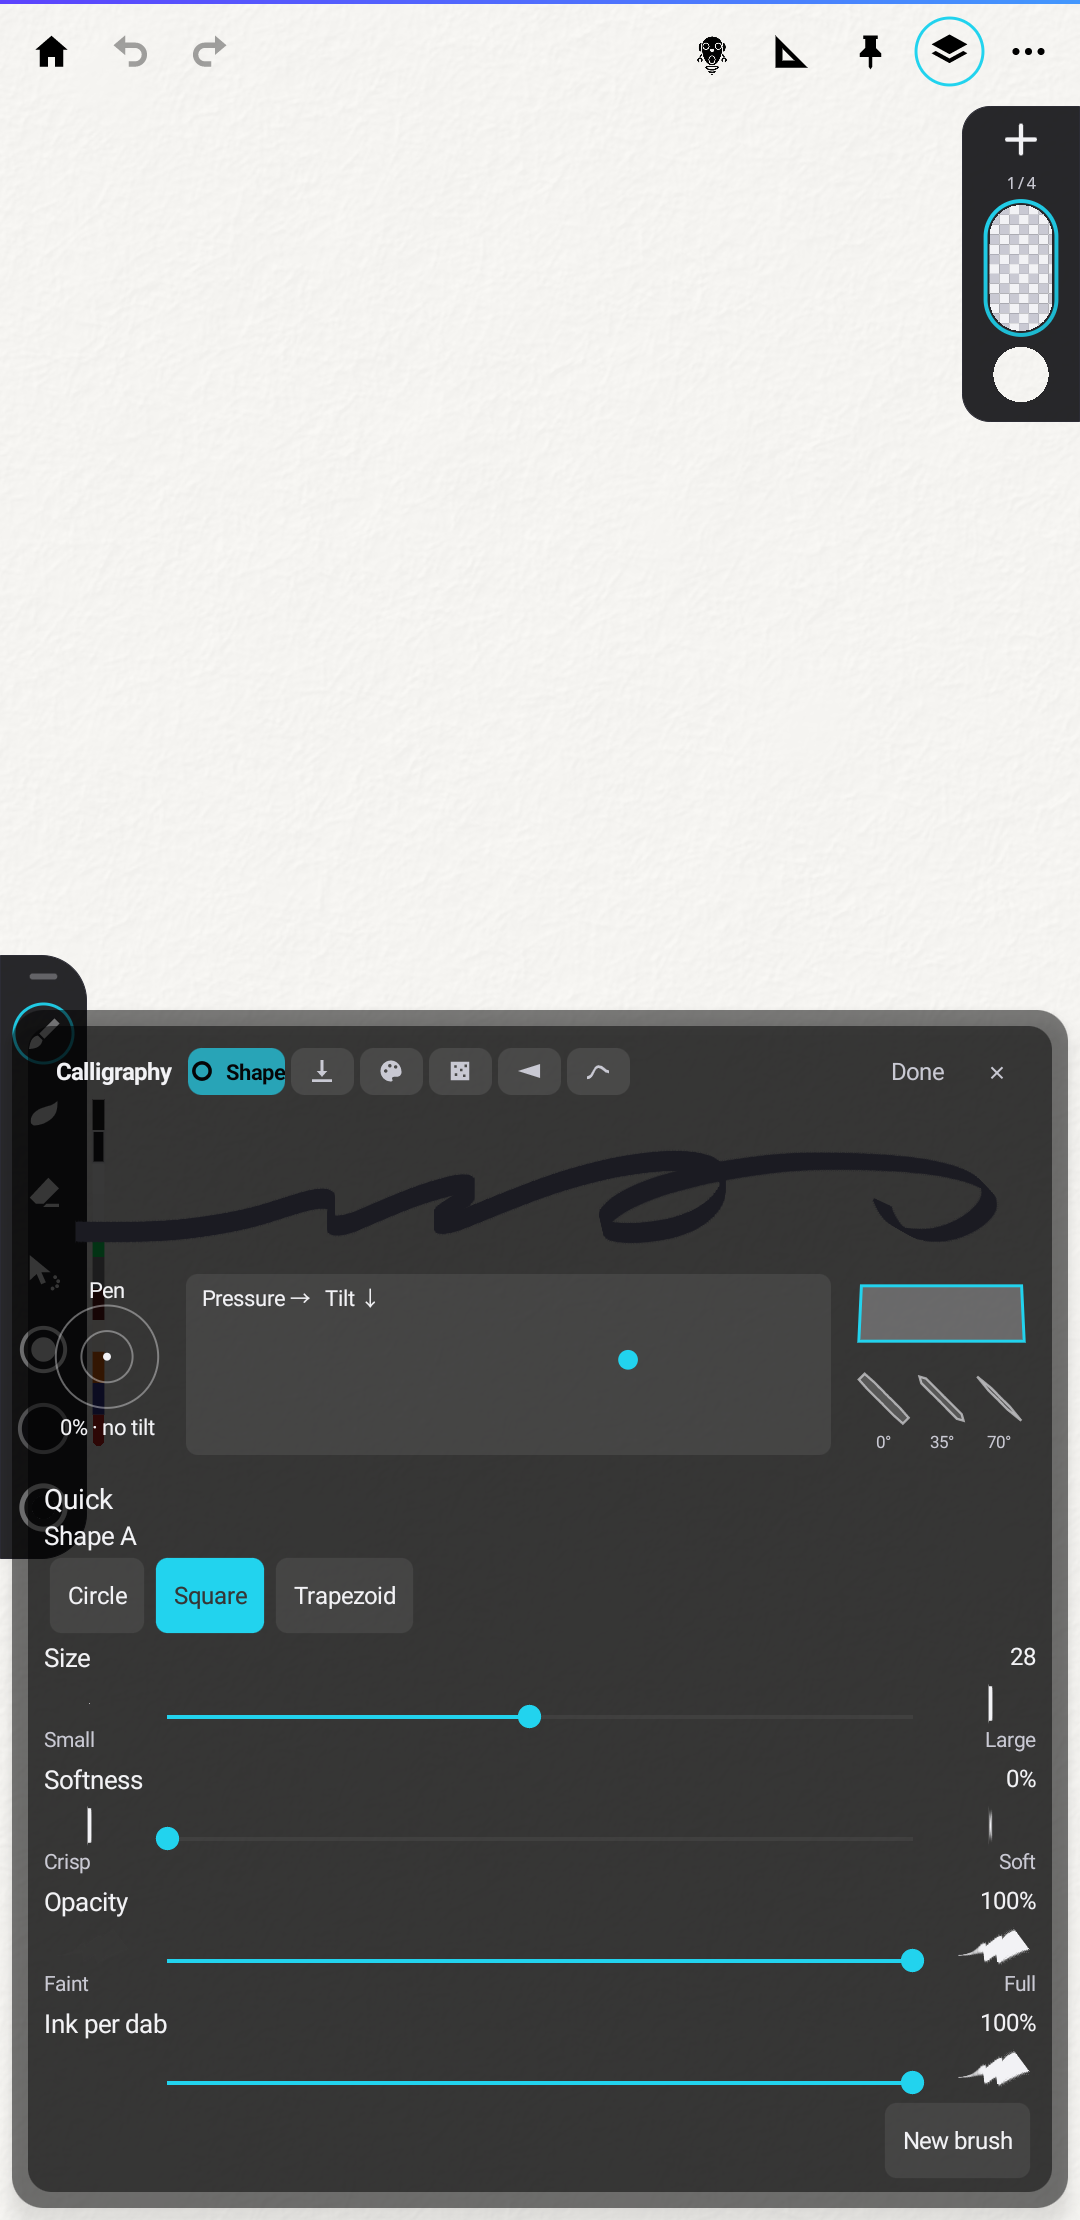 1 / 4
Calligraphy Shape Done ×
Pen
Pressure→ Tilt ↓
0% · no tilt
0° 35° 70°
Quick
Shape A
Circle Square Trapezoid
Size 28
Small Large
Softness 0%
Crisp Soft
Opacity 100%
Faint Full
Ink per dab 100%
New brush